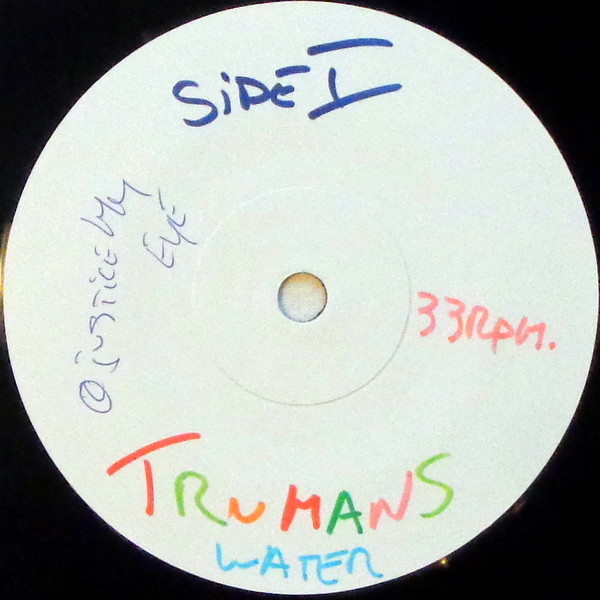 SiDE I
@ justice My
EyE
33Rpm.
TRuMANS
WATER